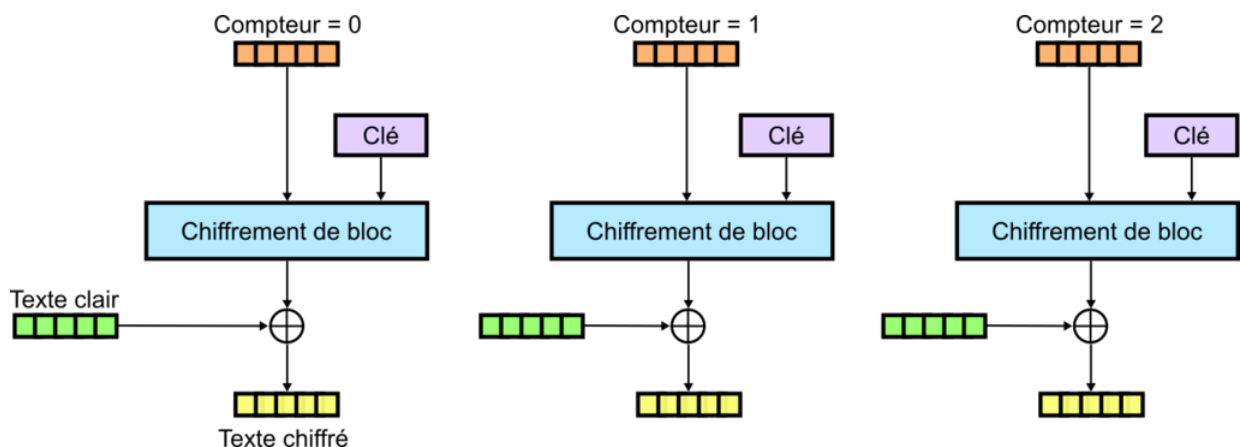 Compteur = 0
Compteur = 1
Compteur = 2
Clé
Clé
Clé
Chiffrement de bloc
Chiffrement de bloc
Chiffrement de bloc
Texte clair
Texte chiffré